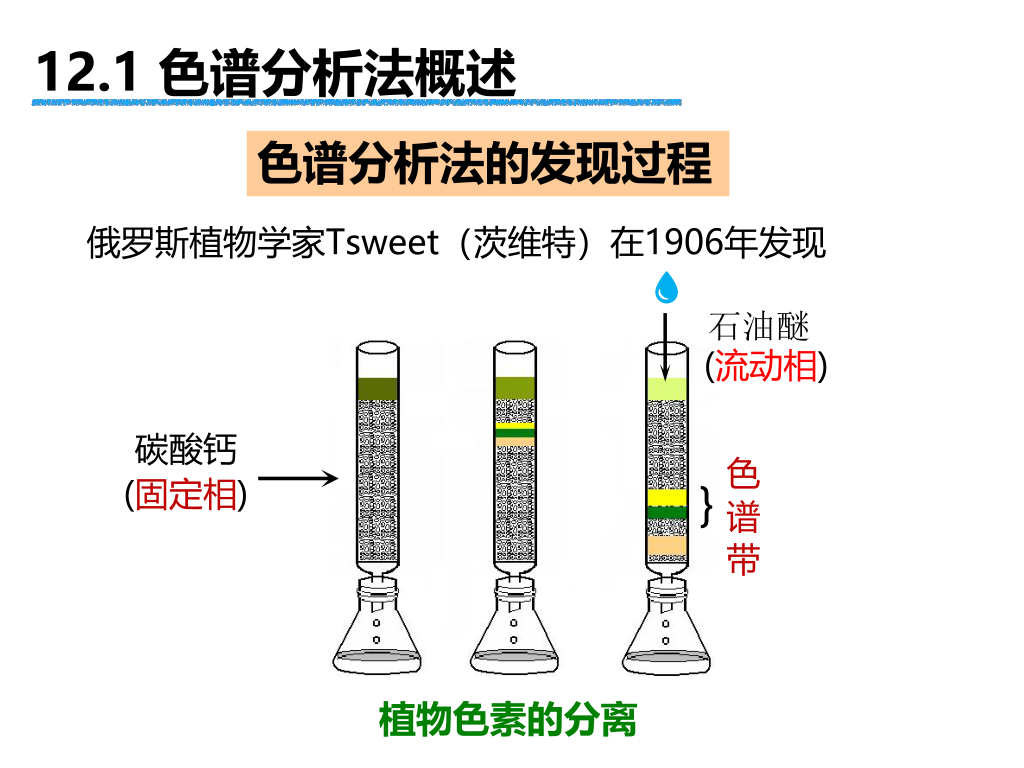 12.1 色谱分析法概述
色谱分析法的发现过程
俄罗斯植物学家Tsweet（茨维特）在1906年发现
石油醚
(流动相)
碳酸钙
(固定相)
色
谱
带
植物色素的分离